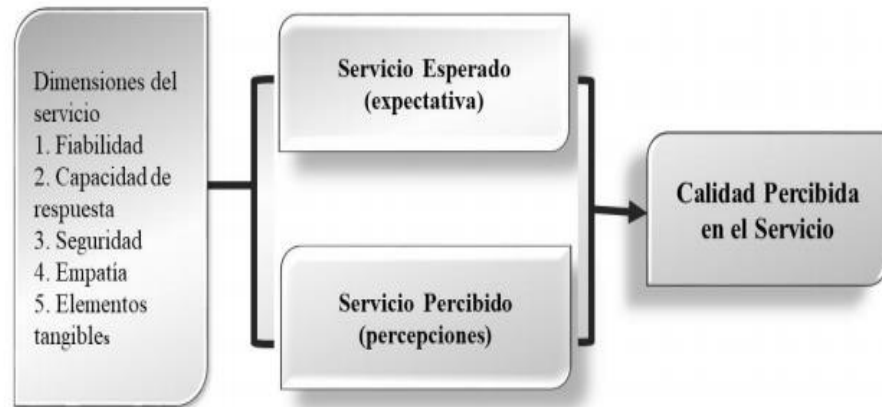 Dimensiones del
servicio
1. Fiabilidad
2. Capacidad de
respuesta
3. Seguridad
4. Empatía
5. Elementos
tangibles
Servicio Esperado
(expectativa)
Servicio Percibido
(percepciones)
Calidad Percibida
en el Servicio